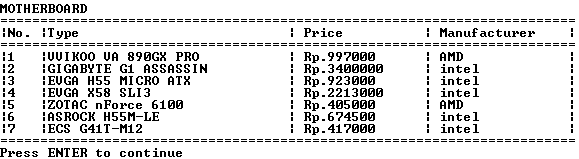 MOTHERBOARD
================================================================================
|No. |Type | Price | Manufacturer |
================================================================================
|1 |VVIKOO VA 890GX PRO | Rp.997000 | AMD |
|2 |GIGABYTE G1 ASSASSIN | Rp.3400000 | intel |
|3 |EVGA H55 MICRO ATX | Rp.923000 | intel |
|4 |EVGA X58 SLI3 | Rp.2213000 | intel |
|5 |ZOTAC nForce 6100 | Rp.405000 | AMD |
|6 |ASROCK H55M-LE | Rp.674500 | intel |
|7 |ECS G41T-M12 | Rp.417000 | intel |
================================================================================
Press ENTER to continue